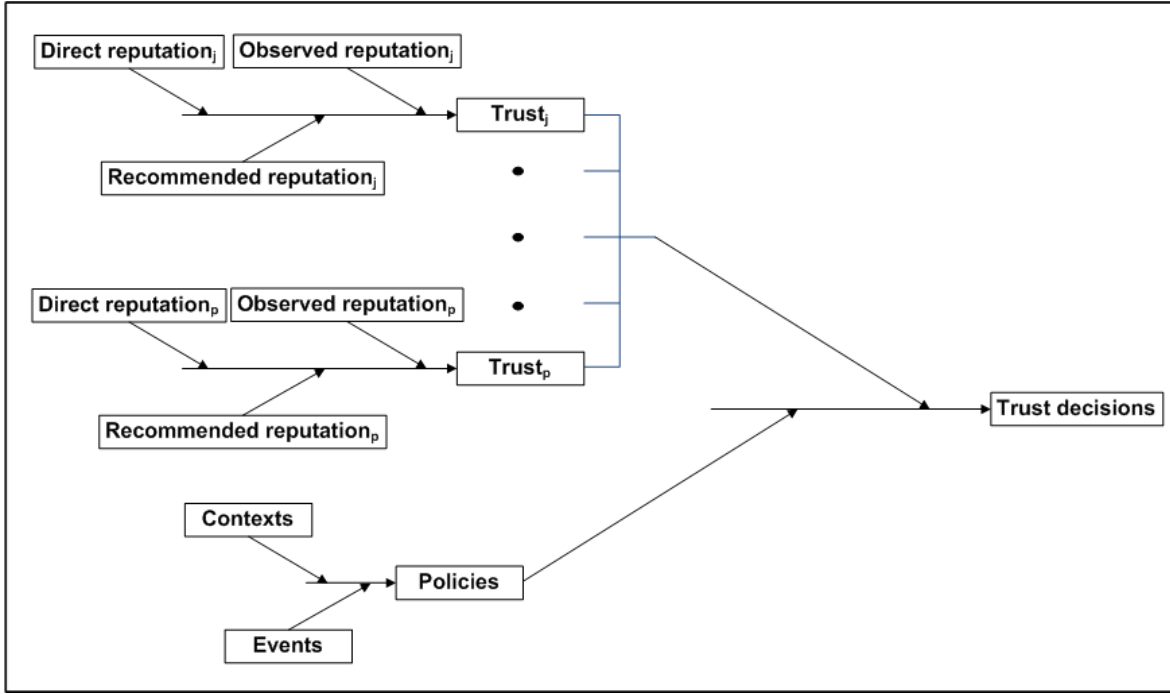 Direct reputationj
Observed reputationj
Trustj
Recommended reputationj
Direct reputationp
Observed reputationp
Trustp
Recommended reputationp
Trust decisions
Contexts
Policies
Events